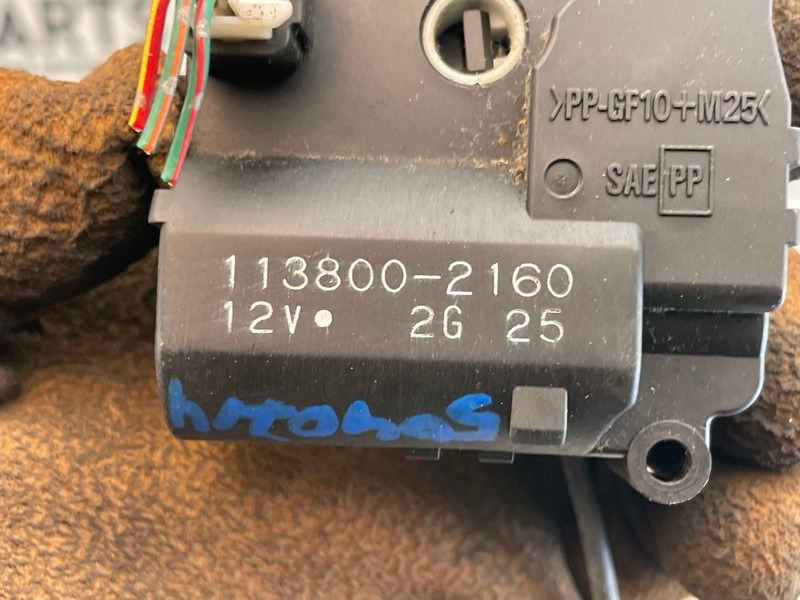 >PP-GF10+M25<
SAE PP
113800-2160
12V• 2G 25